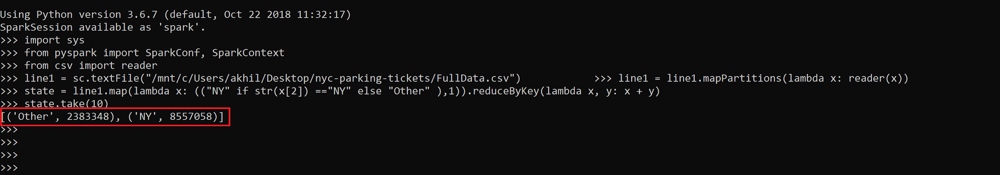 Using Python version 3.6.7 (default, Oct 22 2018 11:32:17)
SparkSession available as 'spark'.
>>> import sys
>>> from pyspark import SparkConf, SparkContext
>>> from csv import reader
>>> line1 = sc.textFile("/mnt/c/Users/akhil/Desktop/nyc-parking-tickets/FullData.csv")            >>> line1 = line1.mapPartitions(lambda x: reader(x))
>>> state = line1.map(lambda x: (("NY" if str(x[2]) =="NY" else "Other" ),1)).reduceByKey(lambda x, y: x + y)
>>> state.take(10)
[('Other', 2383348), ('NY', 8557058)]
>>>
>>>
>>>
>>>